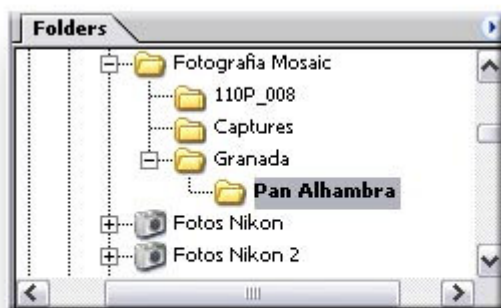 Folders
Fotografia Mosaic
110P_008
Captures
Granada
Pan Alhambra
Fotos Nikon
Fotos Nikon 2